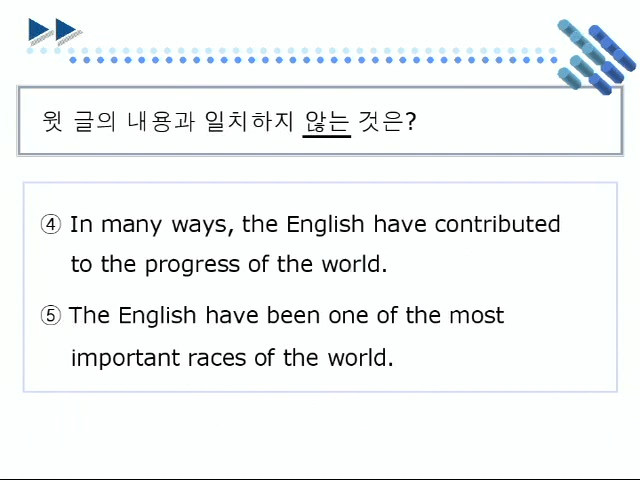 윗 글의 내용과 일치하지 않는 것은?
④ In many ways, the English have contributed
to the progress of the world.
⑤ The English have been one of the most
important races of the world.